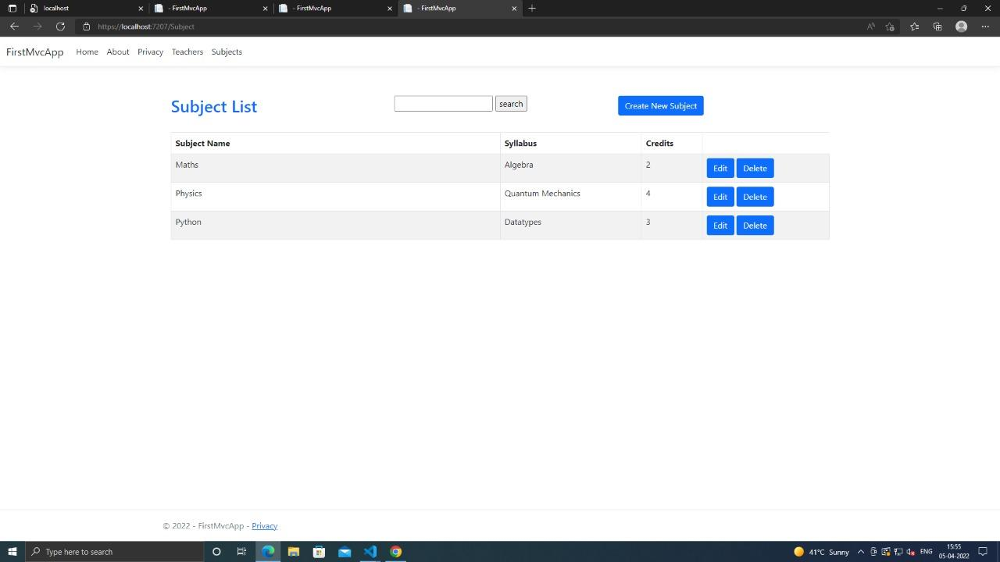 localhost
- FirstMvcApp
- FirstMvcApp
- FirstMvcApp
https://localhost:7207/Subject
FirstMvcApp Home About Privacy Teachers Subjects
Subject List search Create New Subject
Subject Name Syllabus Credits
Maths Algebra 2 Edit Delete
Physics Quantum Mechanics 4 Edit Delete
Python Datatypes 3 Edit Delete
© 2022 - FirstMvcApp - Privacy
Type here to search
41°C Sunny
ENG
15:55
05-04-2022